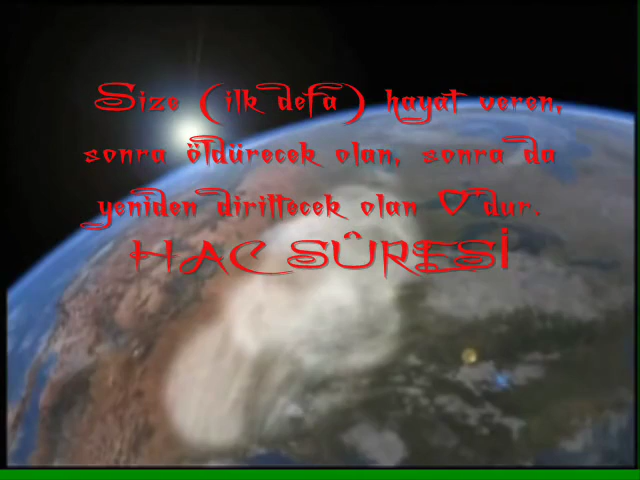 Size (ilk defa) hayat veren,
sonra öldürecek olan, sonra da
yeniden diriltecek olan O'dur.
HAC SÛRESİ